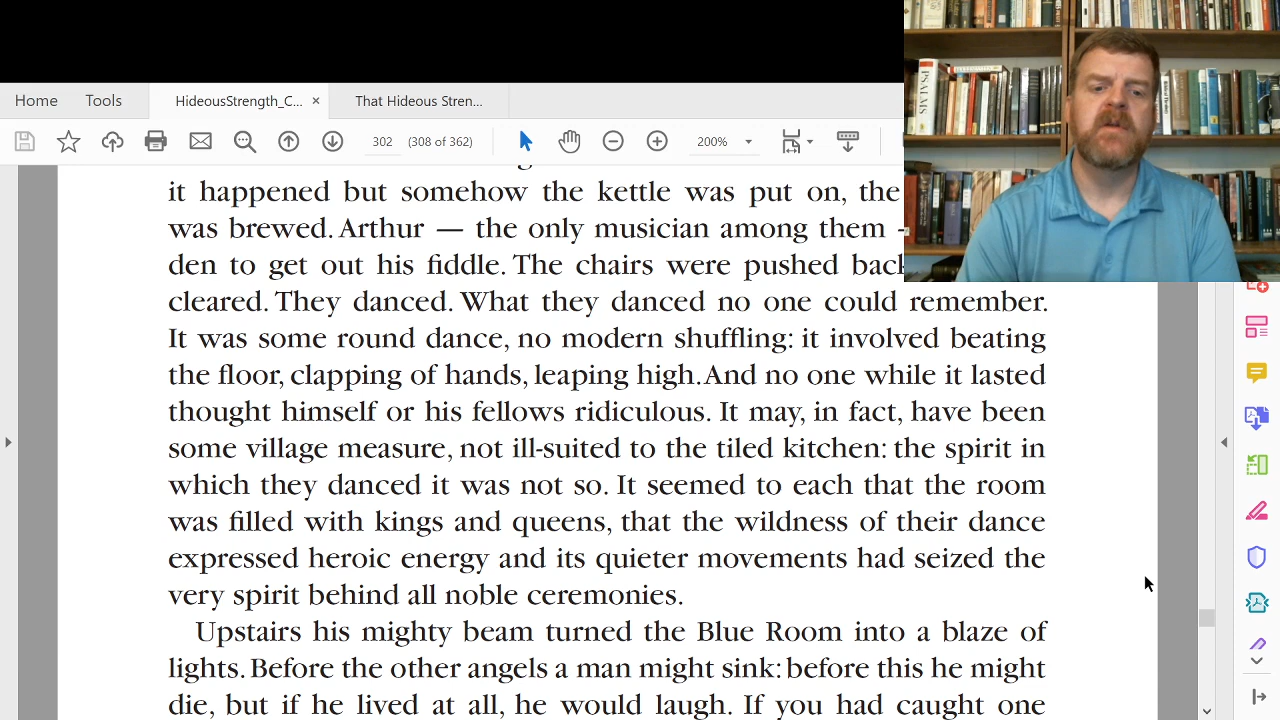 Home Tools HideousStrength_C... × That Hideous Stren...
302 (308 of 362) 200%
it happened but somehow the kettle was put on, the
was brewed. Arthur — the only musician among them –
den to get out his fiddle. The chairs were pushed back
cleared. They danced. What they danced no one could remember.
It was some round dance, no modern shuffling: it involved beating
the floor, clapping of hands, leaping high. And no one while it lasted
thought himself or his fellows ridiculous. It may, in fact, have been
some village measure, not ill-suited to the tiled kitchen: the spirit in
which they danced it was not so. It seemed to each that the room
was filled with kings and queens, that the wildness of their dance
expressed heroic energy and its quieter movements had seized the
very spirit behind all noble ceremonies.
Upstairs his mighty beam turned the Blue Room into a blaze of
lights. Before the other angels a man might sink: before this he might
die, but if he lived at all, he would laugh. If you had caught one
PSALMS